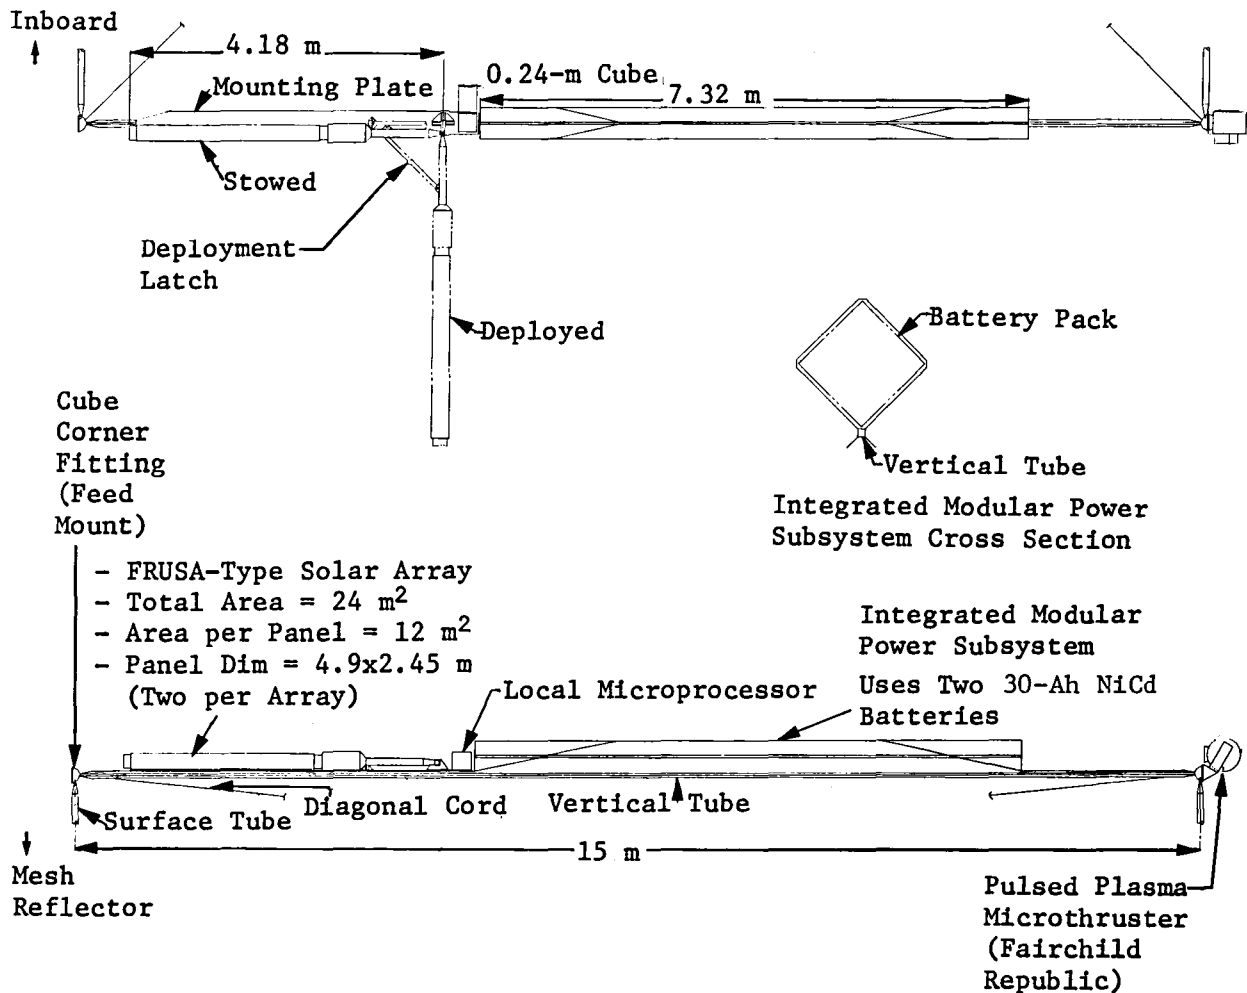 Inboard
4.18 m
0.24-m Cube
7.32 m
Mounting Plate
Stowed
Deployment
Latch
Deployed
Battery Pack
Vertical Tube
Integrated Modular Power
Subsystem Cross Section
Cube
Corner
Fitting
(Feed
Mount)
- FRUSA-Type Solar Array
- Total Area = 24 m²
- Area per Panel = 12 m²
- Panel Dim = 4.9x2.45 m
(Two per Array)
Integrated Modular
Power Subsystem
Uses Two 30-Ah NiCd
Batteries
Local Microprocessor
Surface Tube
Diagonal Cord
Vertical Tube
15 m
Mesh
Reflector
Pulsed Plasma
Microthruster
(Fairchild
Republic)